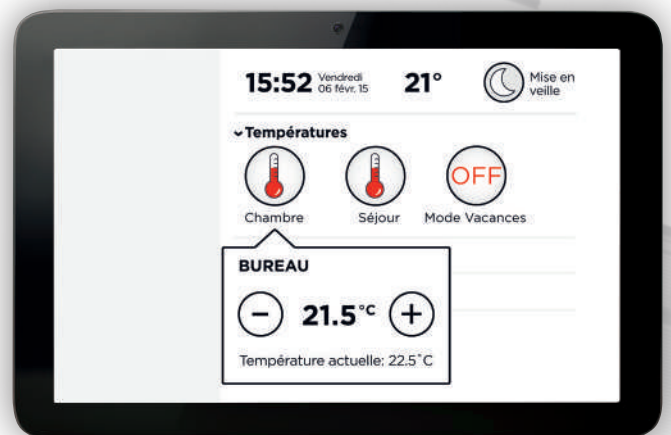 15:52 Vendredi 06 févr. 15 21° Mise en veille
Températures
OFF
Chambre Séjour Mode Vacances
BUREAU
− 21.5°C +
Température actuelle: 22.5°C